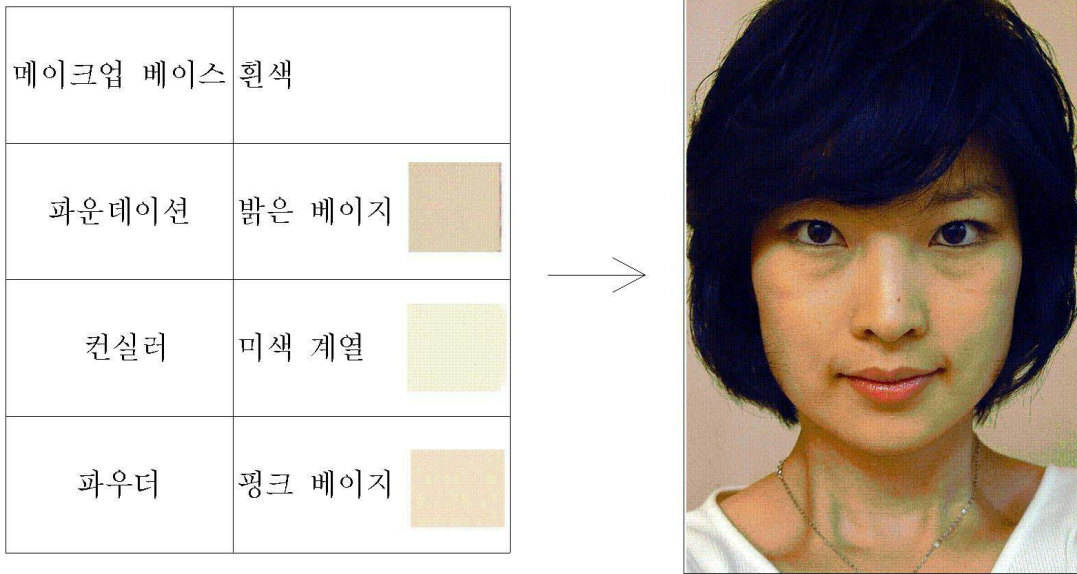 메이크업 베이스 흰색
파운데이션 밝은 베이지
컨실러 미색 계열
파우더 핑크 베이지